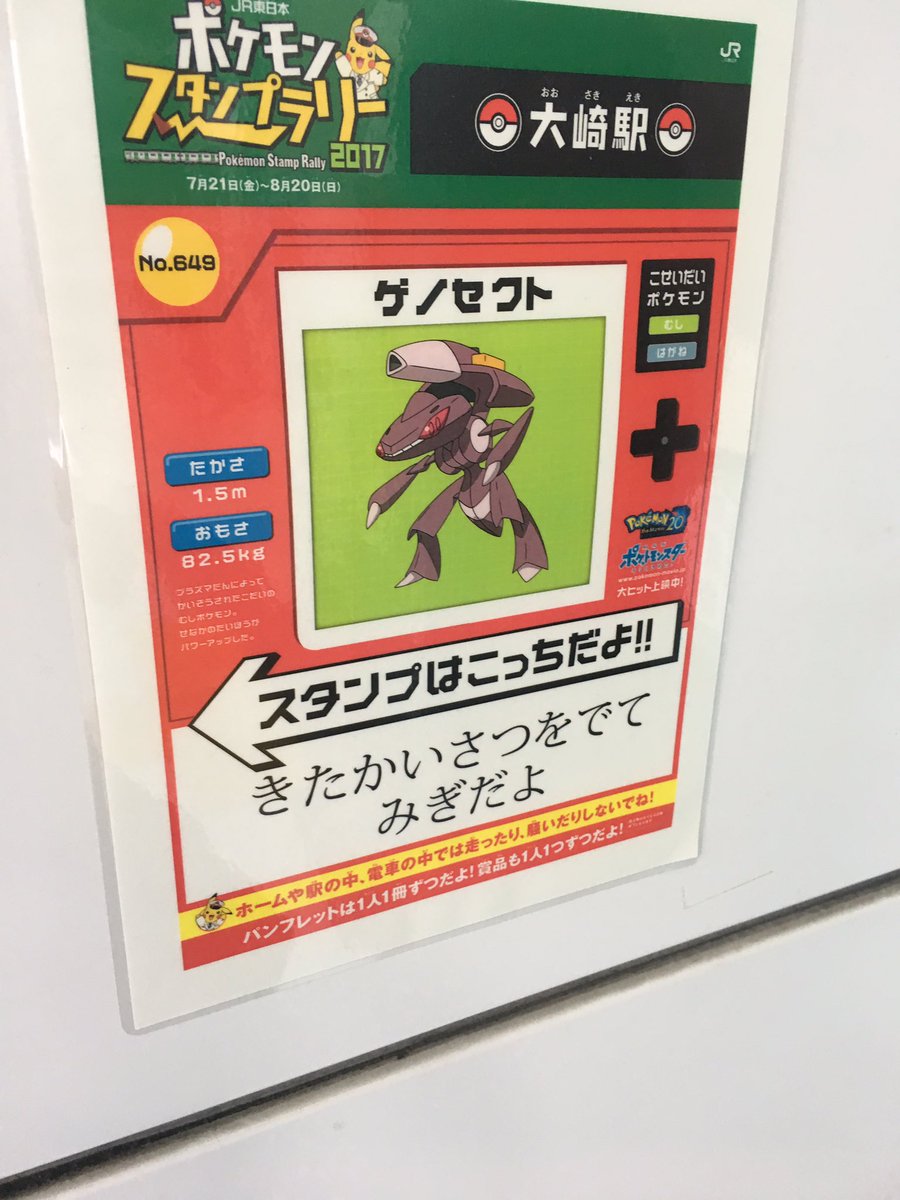 JR東日本
ポケモン
スタンプラリー
Pokémon Stamp Rally 2017
7月21日(金)~8月20日(日)
JR
おお さき えき
大崎駅
No.649
ゲノセクト
こせいだい
ポケモン
むし
はがね
たかさ
1.5m
おもさ
82.5kg
プラズマだんによって
かいぞうされたこだいの
むしポケモン。
せなかのたいほうが
パワーアップした。
POKÉMON
THE MOVIE 20
ポケットモンスター
www.pokemon-movie.jp
大ヒット上映中!
スタンプはこっちだよ!!
きたかいさつをでて
みぎだよ
ホームや駅の中、電車の中では走ったり、騒いだりしないでね!
パンフレットは1人1冊ずつだよ!賞品も1人1つずつだよ!